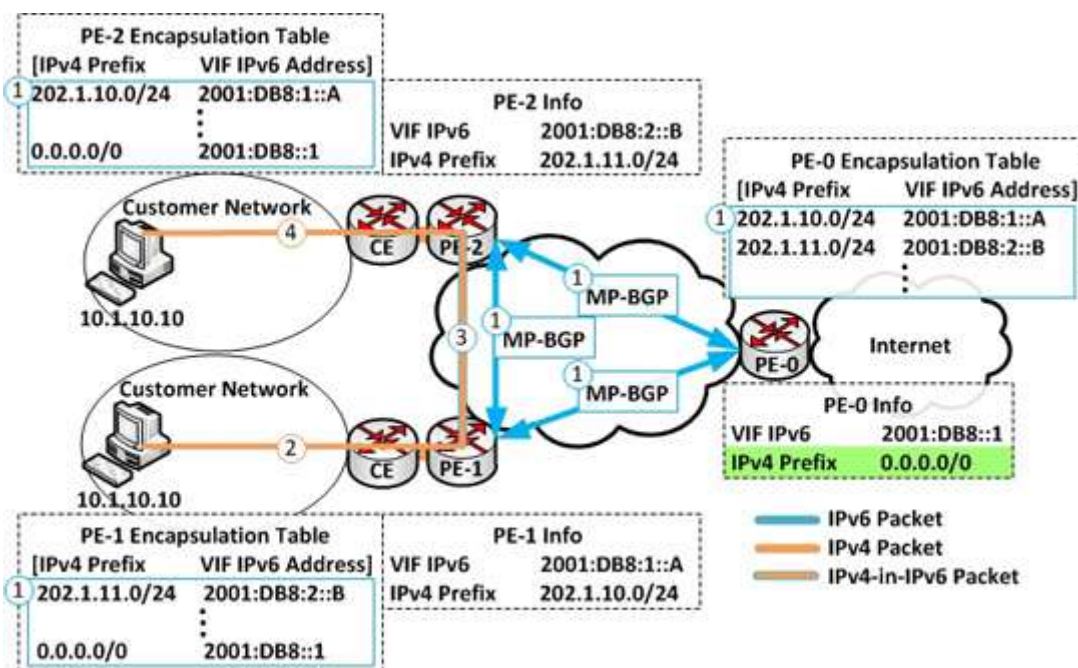 PE-2 Encapsulation Table
[IPv4 Prefix VIF IPv6 Address]
1 202.1.10.0/24 2001:DB8:1::A
0.0.0.0/0 2001:DB8::1
PE-2 Info
VIF IPv6 2001:DB8:2::B
IPv4 Prefix 202.1.11.0/24
PE-0 Encapsulation Table
[IPv4 Prefix VIF IPv6 Address]
1 202.1.10.0/24 2001:DB8:1::A
202.1.11.0/24 2001:DB8:2::B
Customer Network
4
CE
PE-2
10.1.10.10
1
MP-BGP
1
MP-BGP
3
1
MP-BGP
PE-0
Internet
Customer Network
2
CE
PE-1
10.1.10.10
PE-0 Info
VIF IPv6 2001:DB8::1
IPv4 Prefix 0.0.0.0/0
PE-1 Encapsulation Table
[IPv4 Prefix VIF IPv6 Address]
1 202.1.11.0/24 2001:DB8:2::B
0.0.0.0/0 2001:DB8::1
PE-1 Info
VIF IPv6 2001:DB8:1::A
IPv4 Prefix 202.1.10.0/24
IPv6 Packet
IPv4 Packet
IPv4-in-IPv6 Packet